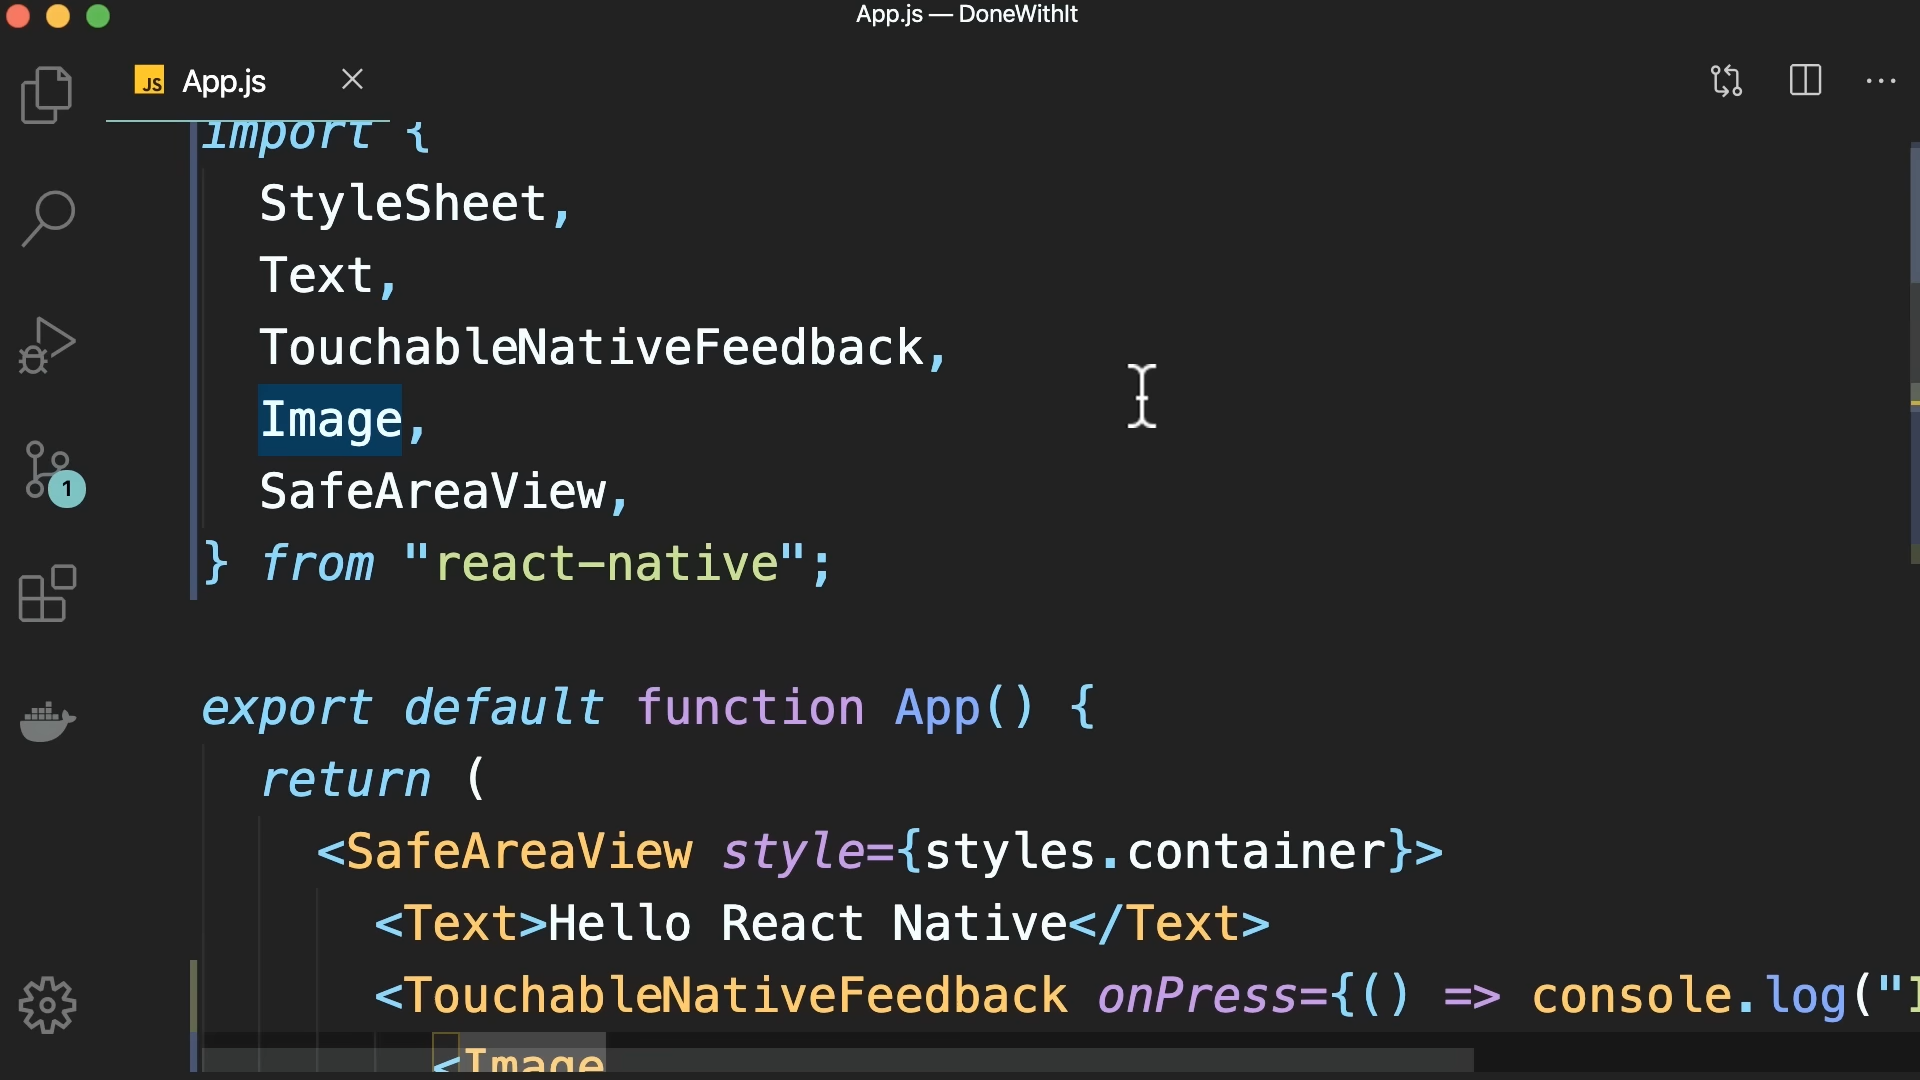 App.js — DoneWithIt
JS App.js
import {
StyleSheet,
Text,
TouchableNativeFeedback,
Image,
SafeAreaView,
} from "react-native";
1
export default function App() {
return (
<SafeAreaView style={styles.container}>
<Text>Hello React Native</Text>
<TouchableNativeFeedback onPress={() => console.log("
<Image